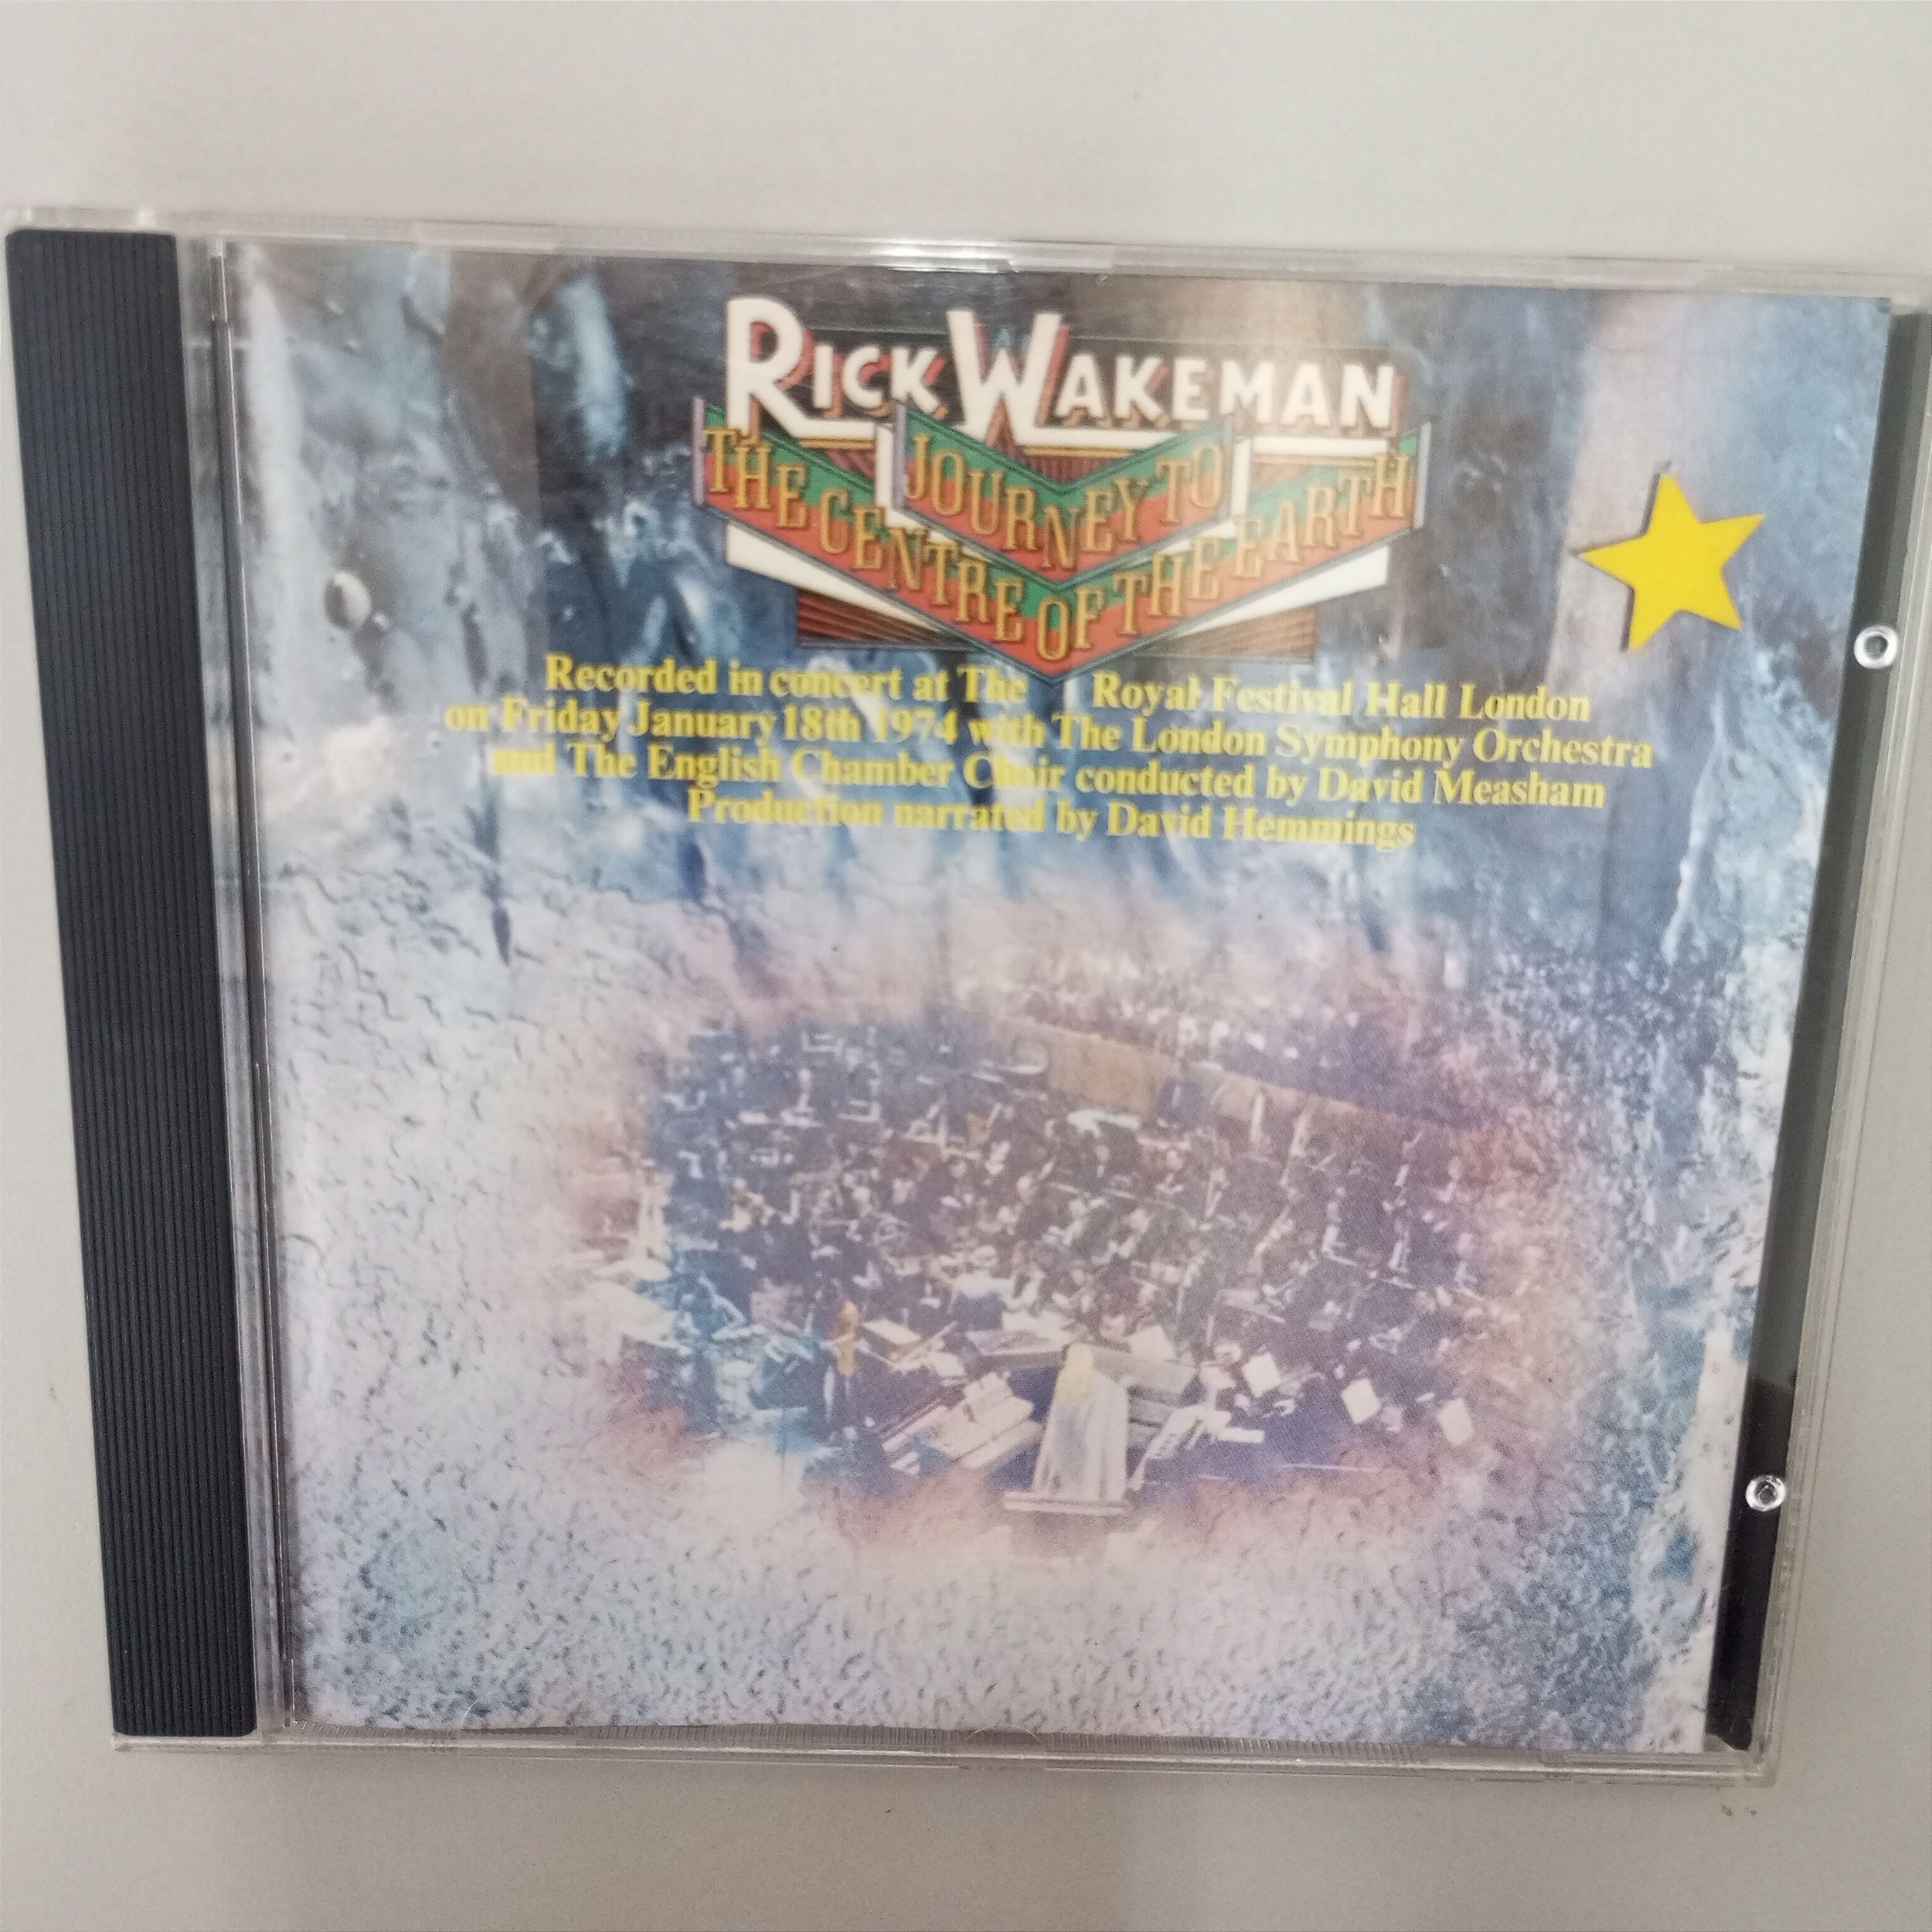 RICK WAKEMAN
JOURNEY TO
THE CENTRE OF THE EARTH
Recorded in concert at The Royal Festival Hall London
on Friday January 18th 1974 with The London Symphony Orchestra
and The English Chamber Choir conducted by David Measham
Production narrated by David Hemmings